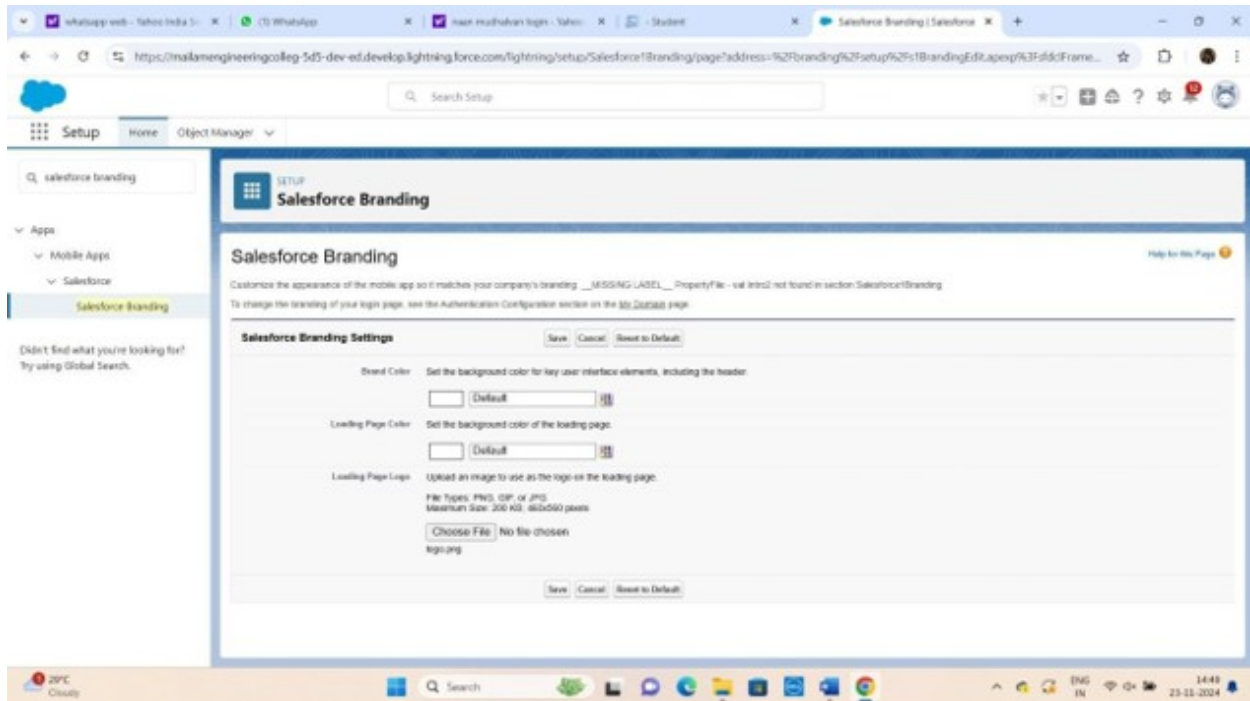 whatsapp web - Yahoo India S
(1) WhatsApp
naan mudhalvan login - Yahoo
- Student
Salesforce Branding | Salesforce
https://mailamengineeringcolleg-5d5-dev-ed.develop.lightning.force.com/lightning/setup/Salesforce1Branding/page?address=%2Fbranding%2Fsetup%2Fs1BrandingEdit.apexp%3FsfdcIFrame...
Search Setup
12
Setup
Home
Object Manager
salesforce branding
SETUP
Salesforce Branding
Apps
Mobile Apps
Salesforce
Salesforce Branding
Didn't find what you're looking for?
Try using Global Search.
Salesforce Branding
Help for this Page
Customize the appearance of the mobile app so it matches your company's branding __MISSING LABEL__ PropertyFile - val intro2 not found in section Salesforce1Branding
To change the branding of your login page, see the Authentication Configuration section on the My Domain page.
Salesforce Branding Settings
Save Cancel Reset to Default
Brand Color
Set the background color for key user interface elements, including the header.
Default
Loading Page Color
Set the background color of the loading page.
Default
Loading Page Logo
Upload an image to use as the logo on the loading page.
File Types: PNG, GIF, or JPG
Maximum Size: 200 KB; 460x560 pixels
Choose File No file chosen
logo.png
Save Cancel Reset to Default
29°C
Cloudy
Search
ENG
IN
14:49
23-11-2024